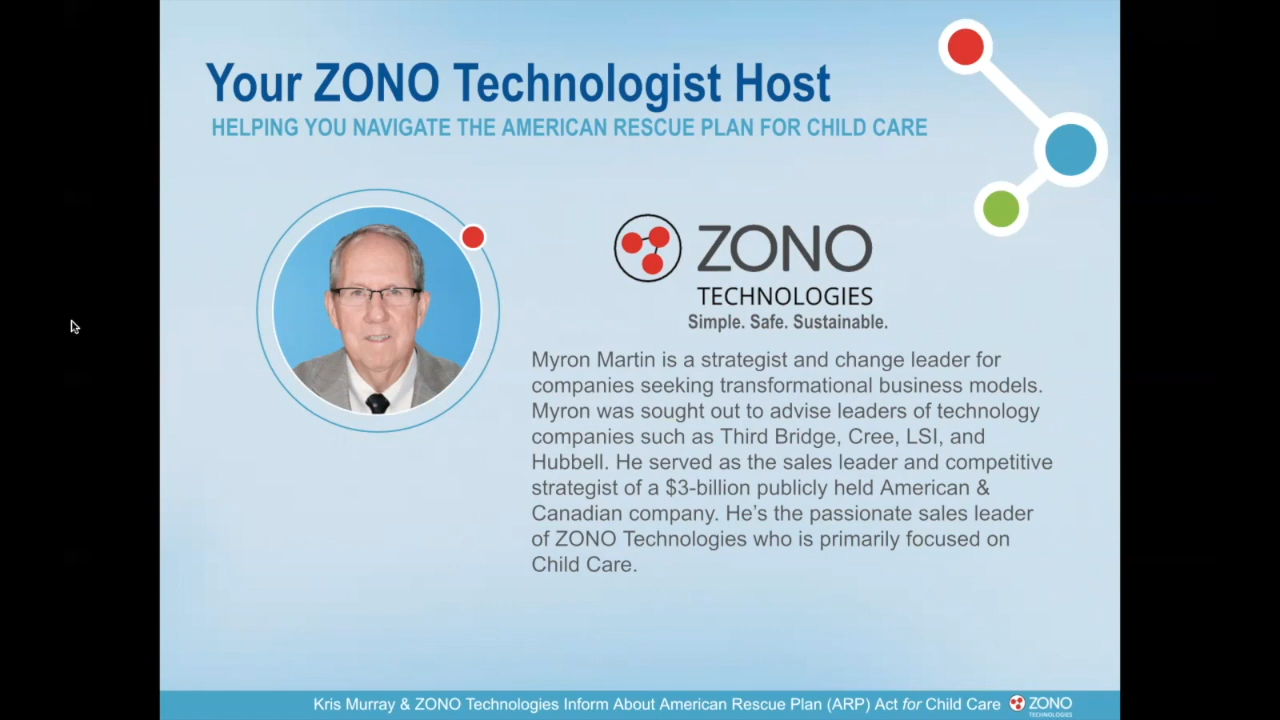 Your ZONO Technologist Host
HELPING YOU NAVIGATE THE AMERICAN RESCUE PLAN FOR CHILD CARE
ZONO
TECHNOLOGIES
Simple. Safe. Sustainable.
Myron Martin is a strategist and change leader for
companies seeking transformational business models.
Myron was sought out to advise leaders of technology
companies such as Third Bridge, Cree, LSI, and
Hubbell. He served as the sales leader and competitive
strategist of a $3-billion publicly held American &
Canadian company. He’s the passionate sales leader
of ZONO Technologies who is primarily focused on
Child Care.
Kris Murray & ZONO Technologies Inform About American Rescue Plan (ARP) Act for Child Care
ZONO
TECHNOLOGIES